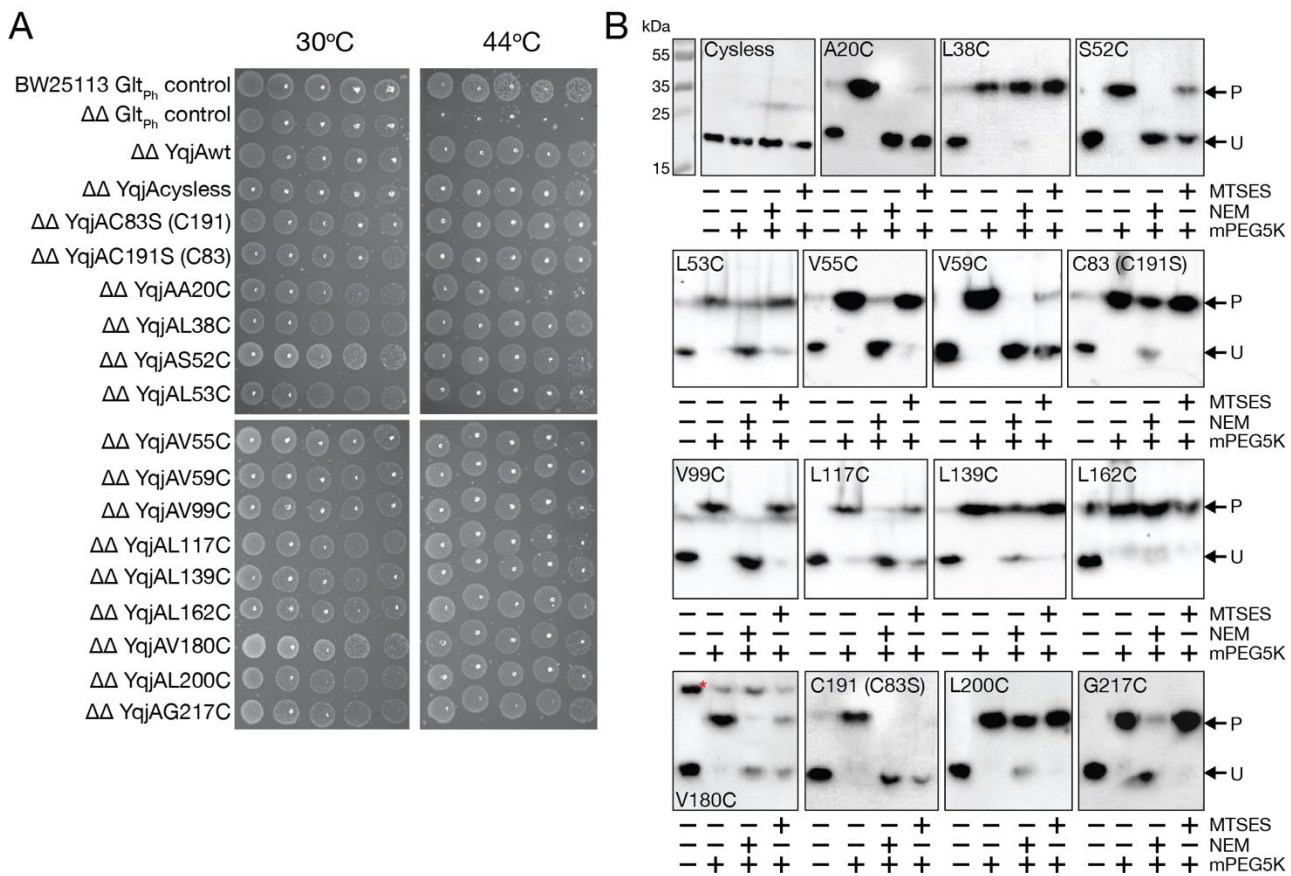 A
30°C 44°C
BW25113 GltPh control
ΔΔ GltPh control
ΔΔ YqjAwt
ΔΔ YqjAcysless
ΔΔ YqjAC83S (C191)
ΔΔ YqjAC191S (C83)
ΔΔ YqjAA20C
ΔΔ YqjAL38C
ΔΔ YqjAS52C
ΔΔ YqjAL53C
ΔΔ YqjAV55C
ΔΔ YqjAV59C
ΔΔ YqjAV99C
ΔΔ YqjAL117C
ΔΔ YqjAL139C
ΔΔ YqjAL162C
ΔΔ YqjAV180C
ΔΔ YqjAL200C
ΔΔ YqjAG217C
B
kDa
55
35
25
15
Cysless A20C L38C S52C
P
U
− − − + − − − + − − − + − − − + MTSES
− − + − − − + − − − + − − − + − NEM
− + + + − + + + − + + + − + + + mPEG5K
L53C V55C V59C C83 (C191S)
P
U
− − − + − − − + − − − + − − − + MTSES
− − + − − − + − − − + − − − + − NEM
− + + + − + + + − + + + − + + + mPEG5K
V99C L117C L139C L162C
P
U
− − − + − − − + − − − + − − − + MTSES
− − + − − − + − − − + − − − + − NEM
− + + + − + + + − + + + − + + + mPEG5K
* C191 (C83S) L200C G217C
P
U
V180C
− − − + − − − + − − − + − − − + MTSES
− − + − − − + − − − + − − − + − NEM
− + + + − + + + − + + + − + + + mPEG5K